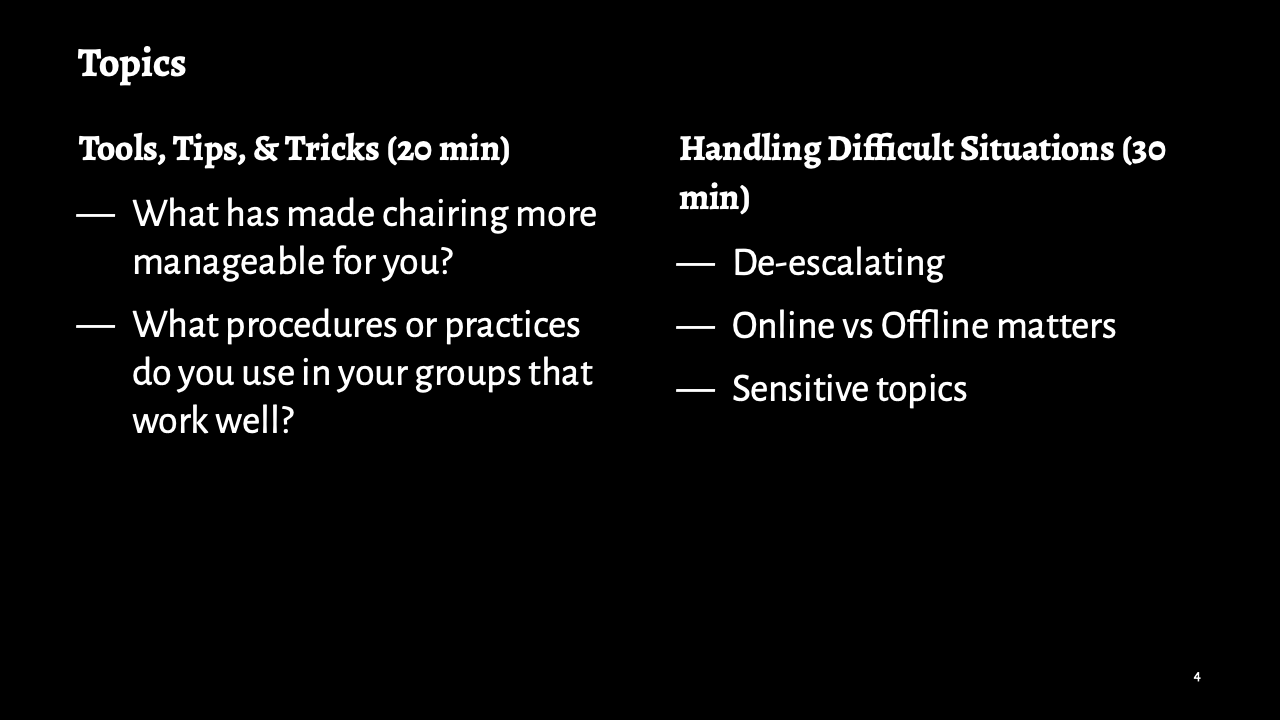 Topics
Tools, Tips, & Tricks (20 min)
— What has made chairing more
manageable for you?
— What procedures or practices
do you use in your groups that
work well?
Handling Difficult Situations (30
min)
— De-escalating
— Online vs Offline matters
— Sensitive topics
4